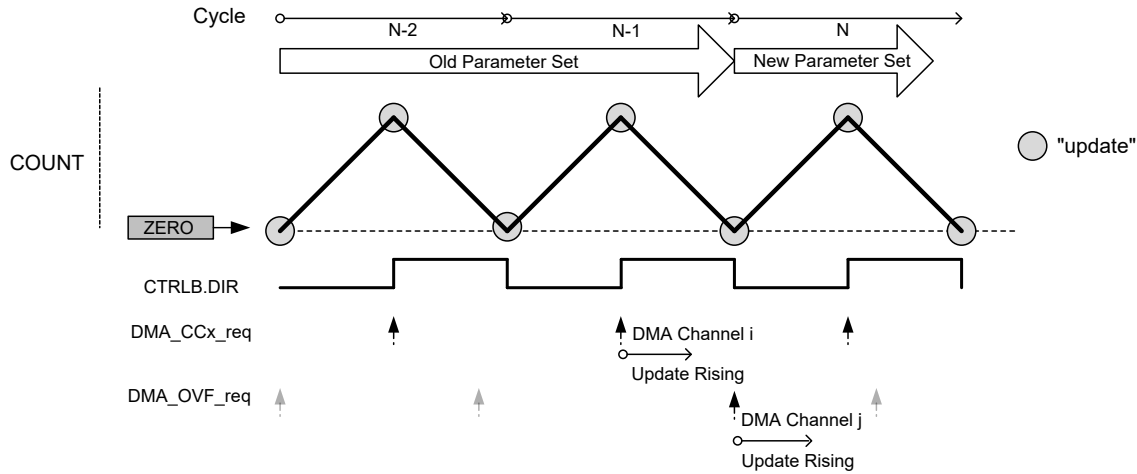 Cycle
N-2
N-1
N
Old Parameter Set
New Parameter Set
COUNT
"update"
ZERO
CTRLB.DIR
DMA_CCx_req
DMA Channel i
Update Rising
DMA_OVF_req
DMA Channel j
Update Rising